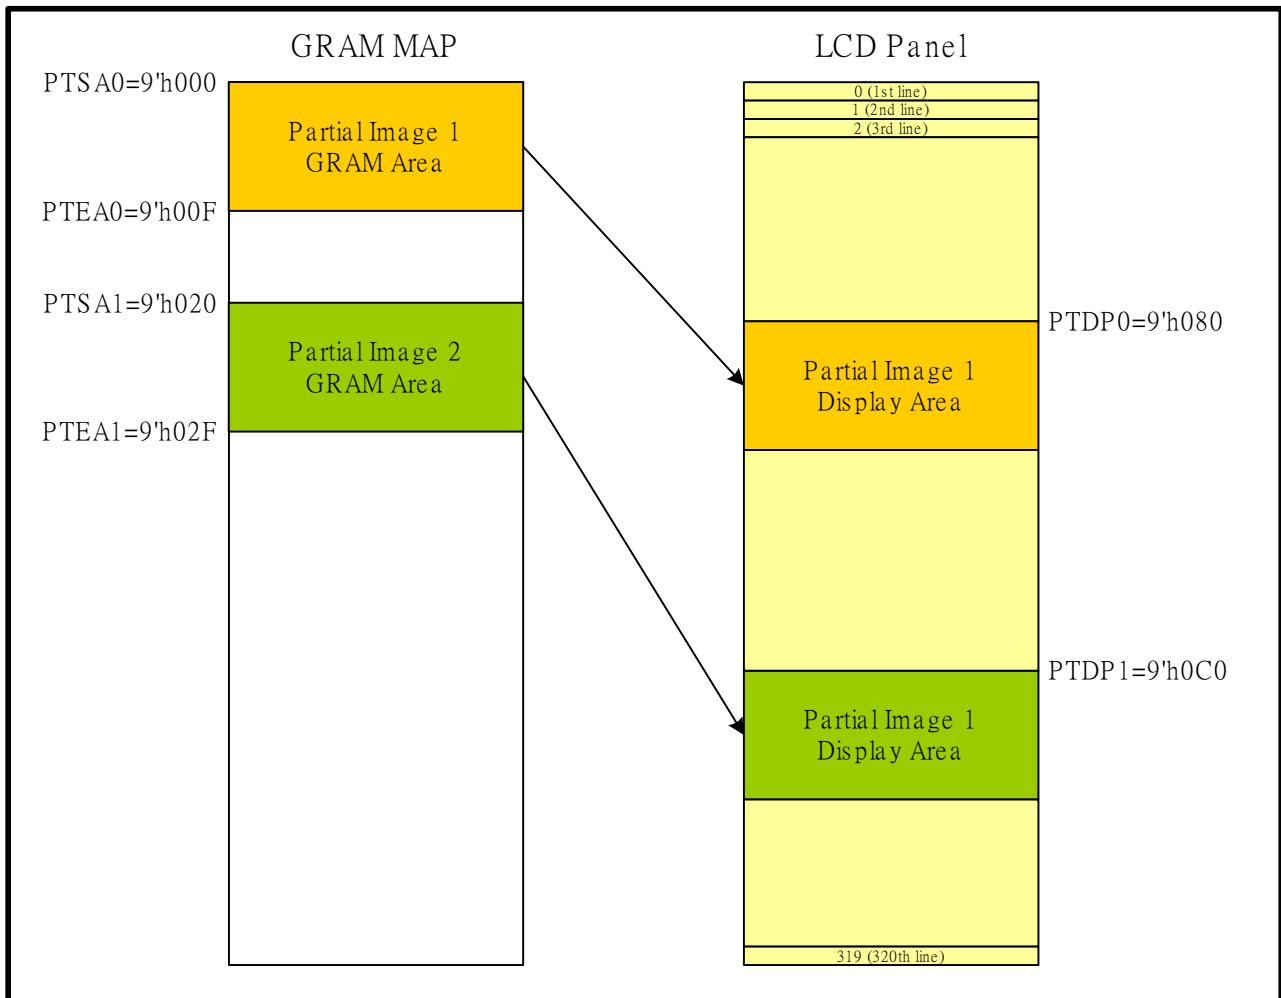 GRAM MAP
PTSA0=9'h000
Partial Image 1
GRAM Area
PTEA0=9'h00F
PTSA1=9'h020
Partial Image 2
GRAM Area
PTEA1=9'h02F
LCD Panel
0 (1st line)
1 (2nd line)
2 (3rd line)
PTDP0=9'h080
Partial Image 1
Display Area
PTDP1=9'h0C0
Partial Image 1
Display Area
319 (320th line)